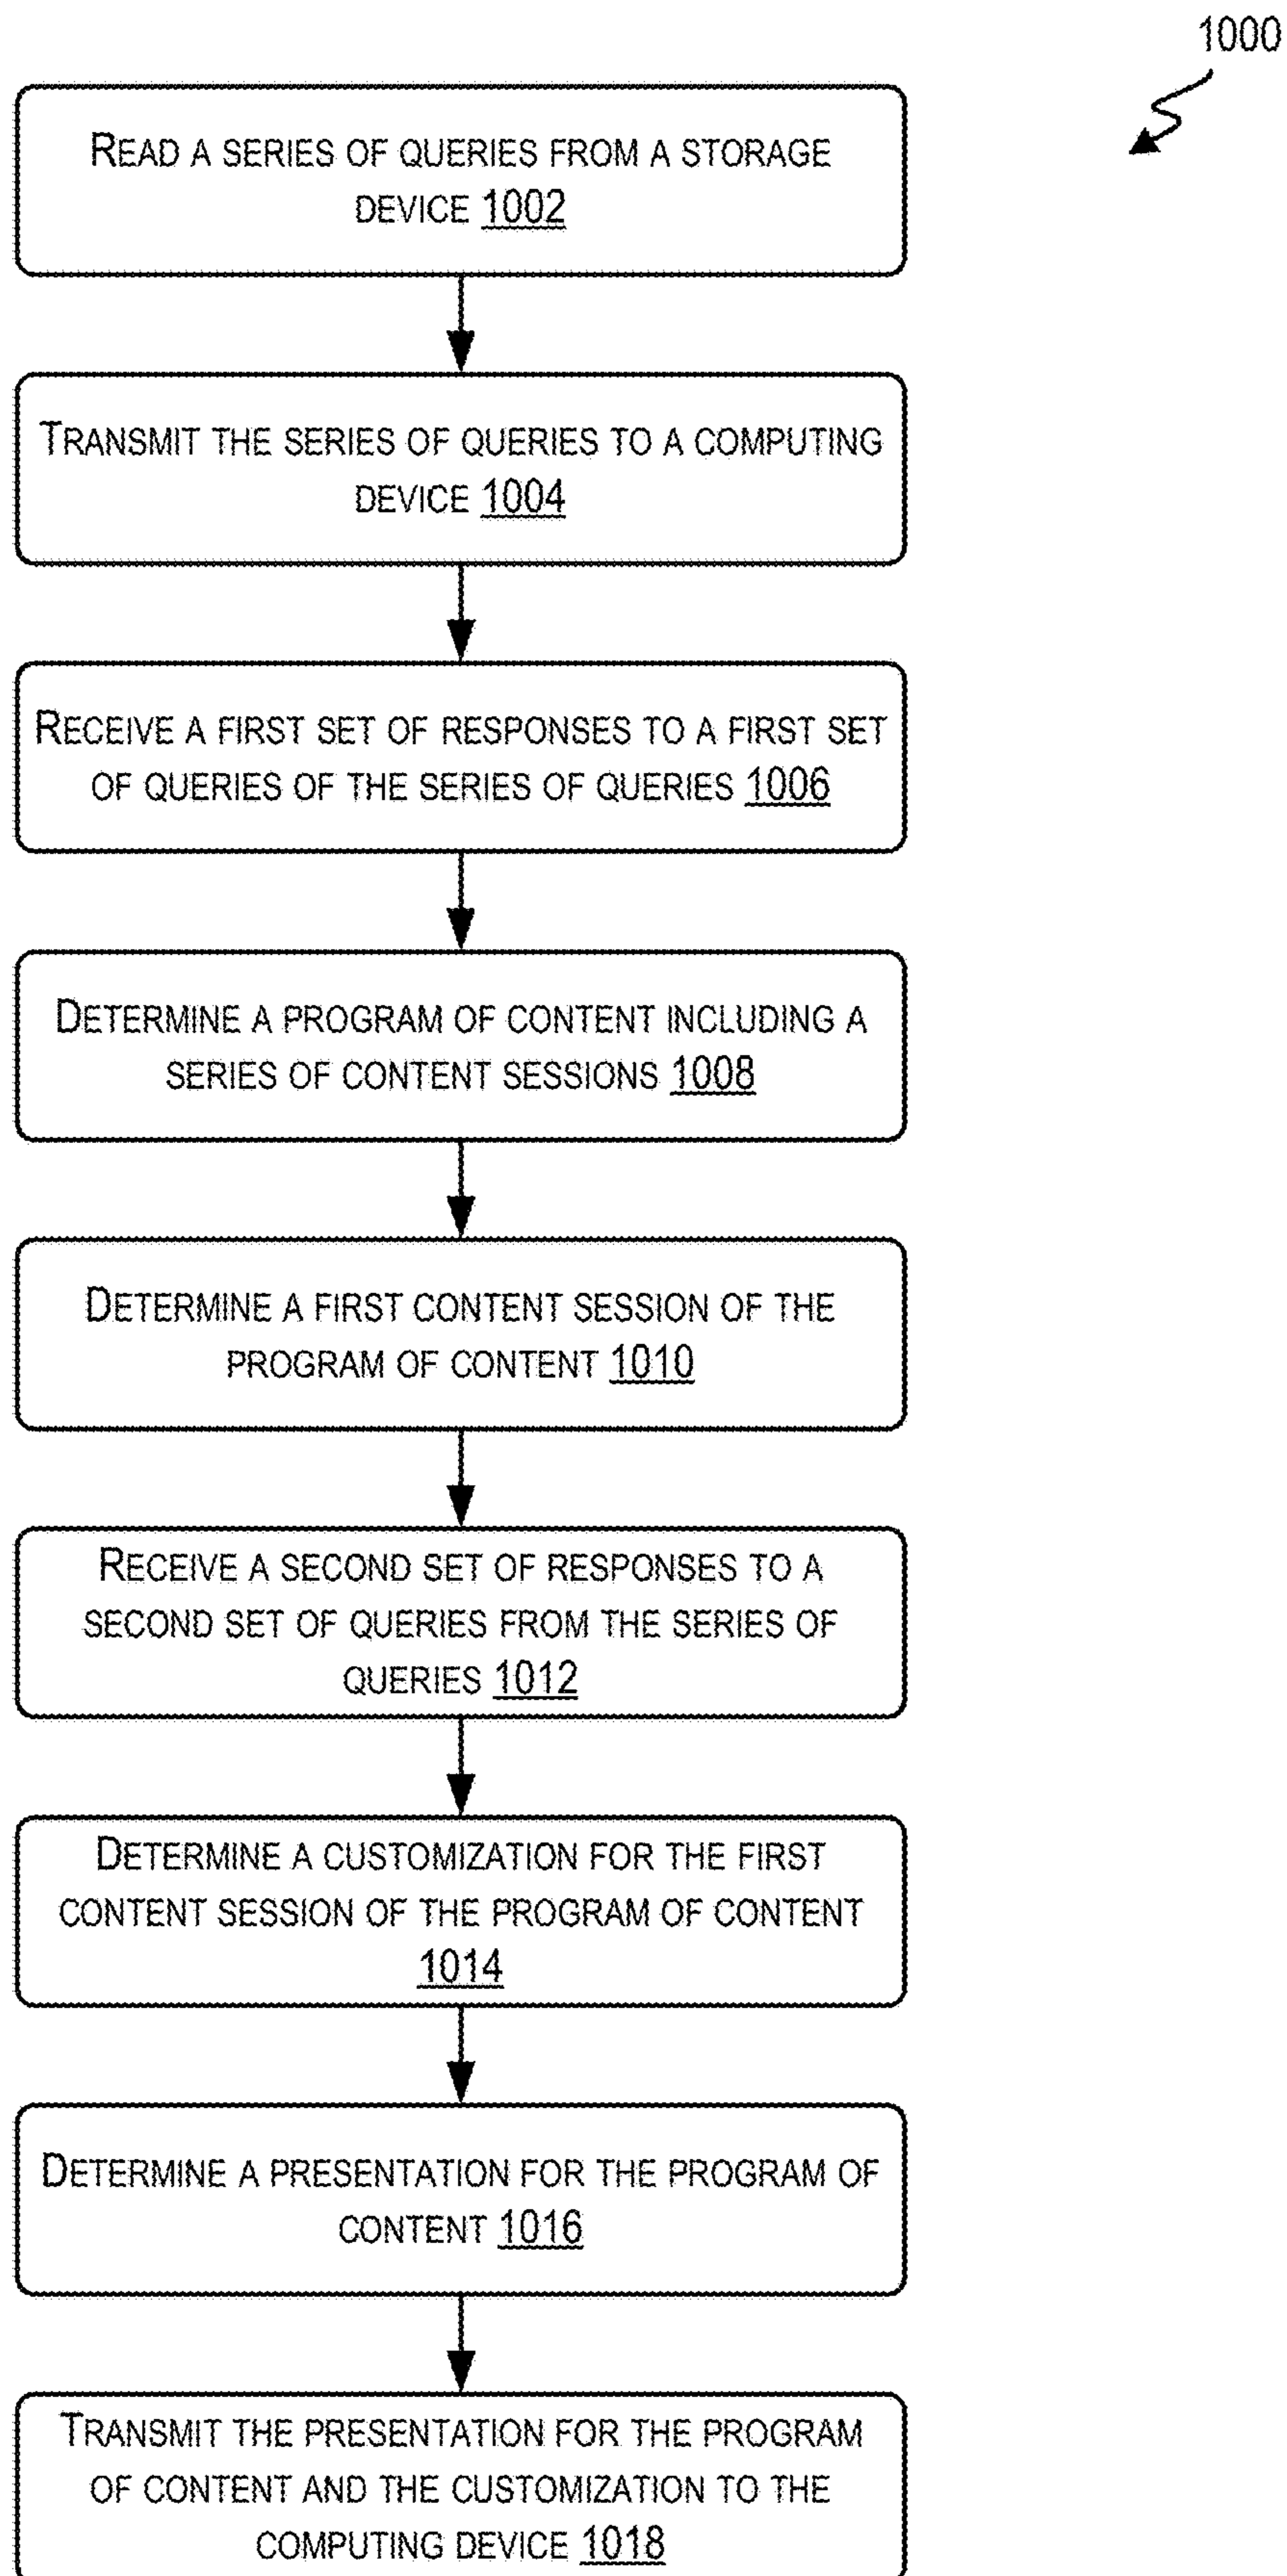 1000
READ A SERIES OF QUERIES FROM A STORAGE
DEVICE 1002
TRANSMIT THE SERIES OF QUERIES TO A COMPUTING
DEVICE 1004
RECEIVE A FIRST SET OF RESPONSES TO A FIRST SET
OF QUERIES OF THE SERIES OF QUERIES 1006
DETERMINE A PROGRAM OF CONTENT INCLUDING A
SERIES OF CONTENT SESSIONS 1008
DETERMINE A FIRST CONTENT SESSION OF THE
PROGRAM OF CONTENT 1010
RECEIVE A SECOND SET OF RESPONSES TO A
SECOND SET OF QUERIES FROM THE SERIES OF
QUERIES 1012
DETERMINE A CUSTOMIZATION FOR THE FIRST
CONTENT SESSION OF THE PROGRAM OF CONTENT
1014
DETERMINE A PRESENTATION FOR THE PROGRAM OF
CONTENT 1016
TRANSMIT THE PRESENTATION FOR THE PROGRAM
OF CONTENT AND THE CUSTOMIZATION TO THE
COMPUTING DEVICE 1018